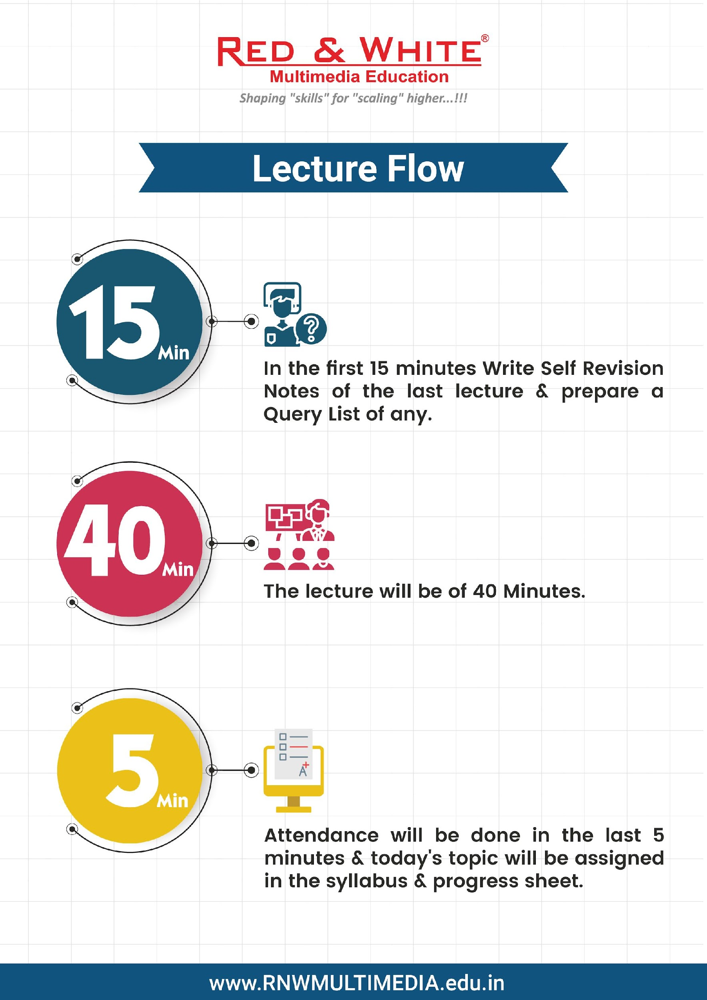 RED & WHITE®
Multimedia Education
Shaping "skills" for "scaling" higher...!!!
Lecture Flow
15 Min
In the first 15 minutes Write Self Revision
Notes of the last lecture & prepare a
Query List of any.
40 Min
The lecture will be of 40 Minutes.
5 Min
A+
Attendance will be done in the last 5
minutes & today's topic will be assigned
in the syllabus & progress sheet.
www.RNWMULTIMEDIA.edu.in